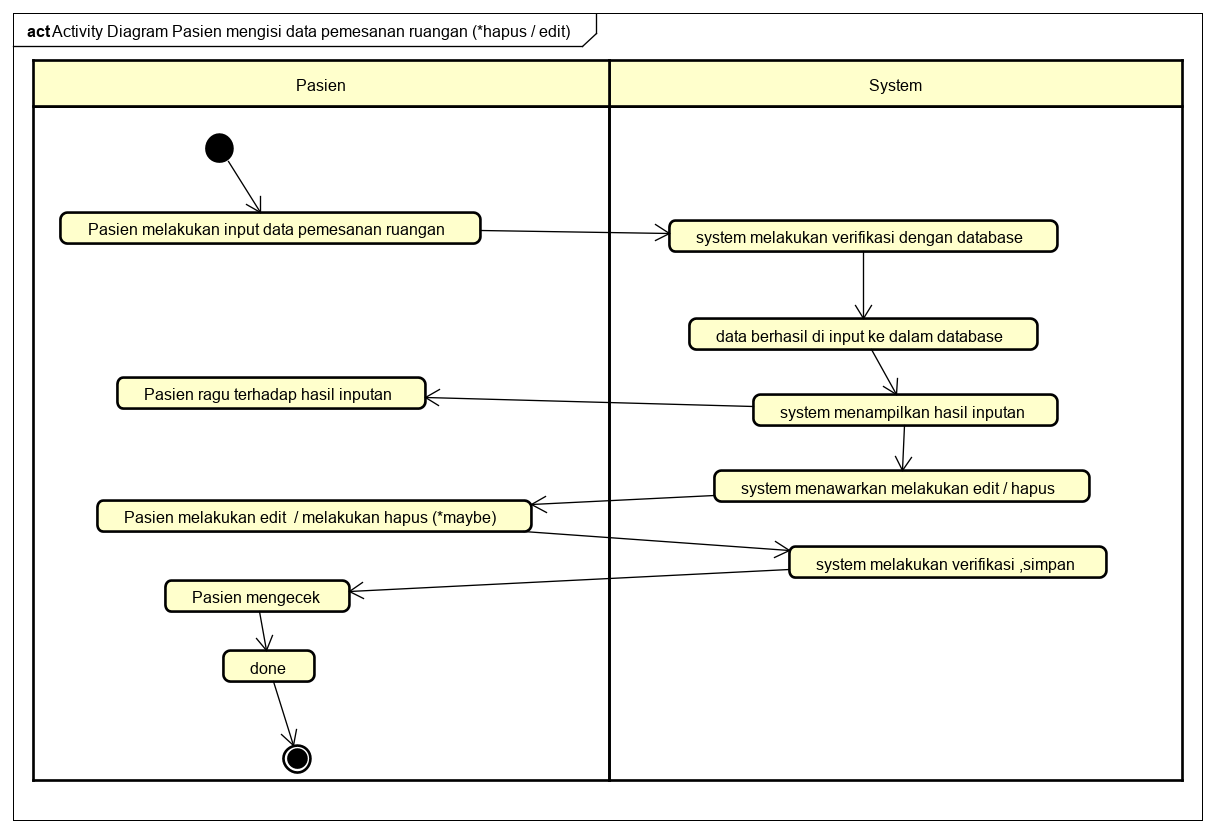 act Activity Diagram Pasien mengisi data pemesanan ruangan (*hapus / edit)
Pasien
System
Pasien melakukan input data pemesanan ruangan
system melakukan verifikasi dengan database
data berhasil di input ke dalam database
Pasien ragu terhadap hasil inputan
system menampilkan hasil inputan
system menawarkan melakukan edit / hapus
Pasien melakukan edit  / melakukan hapus (*maybe)
system melakukan verifikasi ,simpan
Pasien mengecek
done